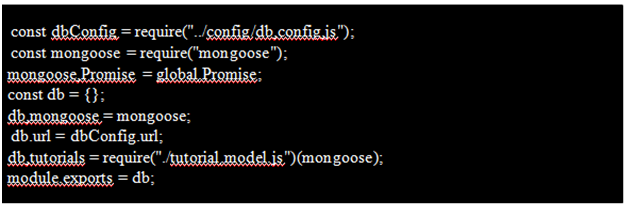 const dbConfig = require("../config/db.config.js");
const mongoose = require("mongoose");
mongoose.Promise = global.Promise;
const db = {};
db.mongoose = mongoose;
db.url = dbConfig.url;
db.tutorials = require("./tutorial.model.js")(mongoose);
module.exports = db;